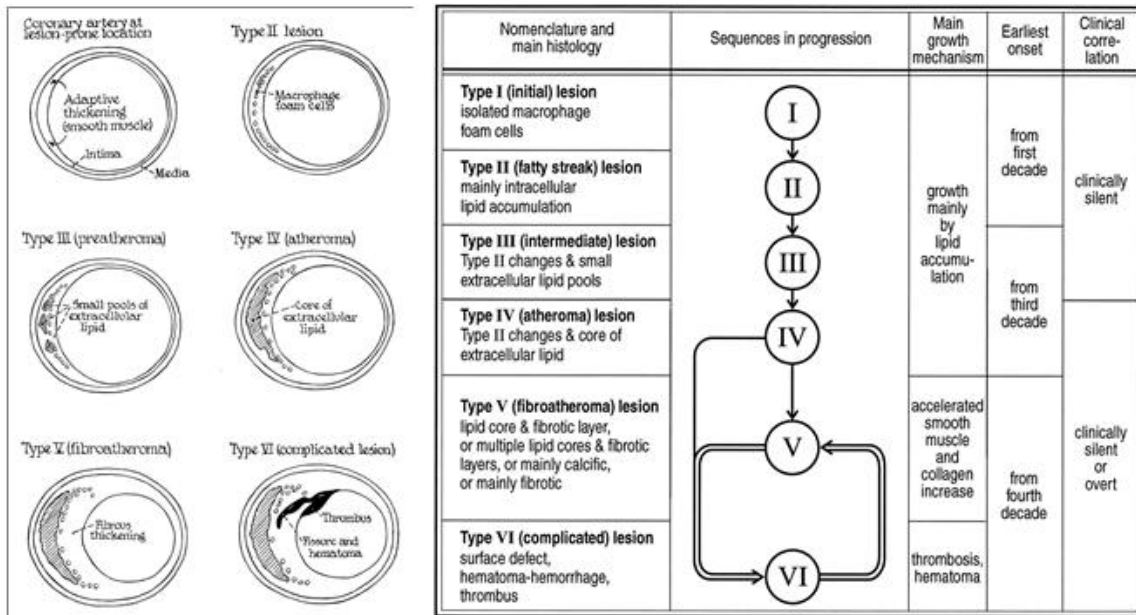 Coronary artery at
lesion-prone location
Adaptive
thickening
(smooth muscle)
Intima
Media
Type II lesion
Macrophage
foam cells
Type III (preatheroma)
Small pools of
extracellular
lipid
Type IV (atheroma)
Core of
extracellular lipid
Type V (fibroatheroma)
Fibrous
thickening
Type VI (complicated lesion)
Thrombus
Fissure and
hematoma
Nomenclature and
main histology
Sequences in progression
Main
growth
mechanism
Earliest
onset
Clinical
corre-
lation
Type I (initial) lesion
isolated macrophage
foam cells
Type II (fatty streak) lesion
mainly intracellular
lipid accumulation
Type III (intermediate) lesion
Type II changes & small
extracellular lipid pools
Type IV (atheroma) lesion
Type II changes & core of
extracellular lipid
Type V (fibroatheroma) lesion
lipid core & fibrotic layer,
or multiple lipid cores & fibrotic
layers, or mainly calcific,
or mainly fibrotic
Type VI (complicated) lesion
surface defect,
hematoma-hemorrhage,
thrombus
I
II
III
IV
V
VI
growth
mainly
by
lipid
accumu-
lation
accelerated
smooth
muscle
and
collagen
increase
thrombosis,
hematoma
from
first
decade
from
third
decade
from
fourth
decade
clinically
silent
clinically
silent
or
overt